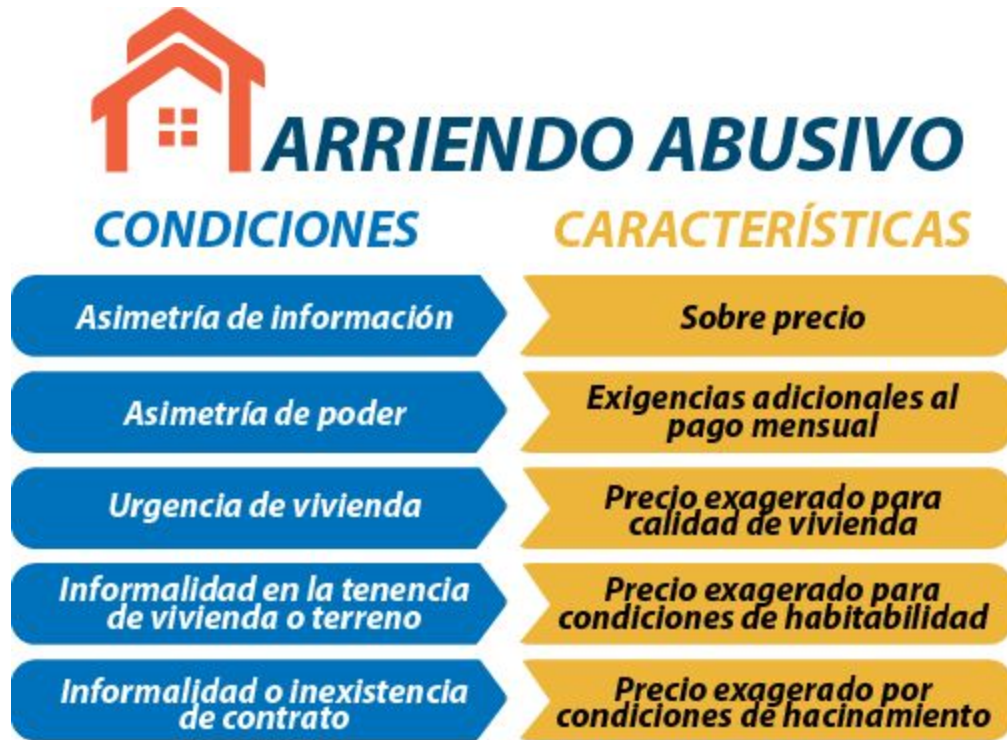 ARRIENDO ABUSIVO
CONDICIONES
CARACTERÍSTICAS
Asimetría de información
Sobre precio
Asimetría de poder
Exigencias adicionales al
pago mensual
Urgencia de vivienda
Precio exagerado para
calidad de vivienda
Informalidad en la tenencia
de vivienda o terreno
Precio exagerado para
condiciones de habitabilidad
Informalidad o inexistencia
de contrato
Precio exagerado por
condiciones de hacinamiento